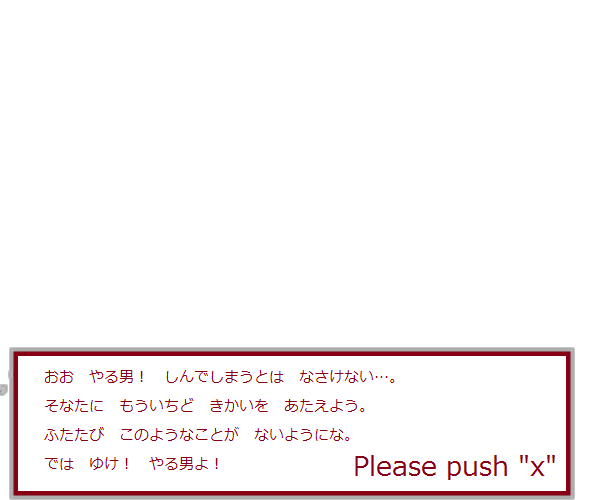 おお　やる男！　しんでしまうとは　なさけない…。
そなたに　もういちど　きかいを　あたえよう。
ふたたび　このようなことが　ないようにな。
では　ゆけ！　やる男よ！
Please push "x"